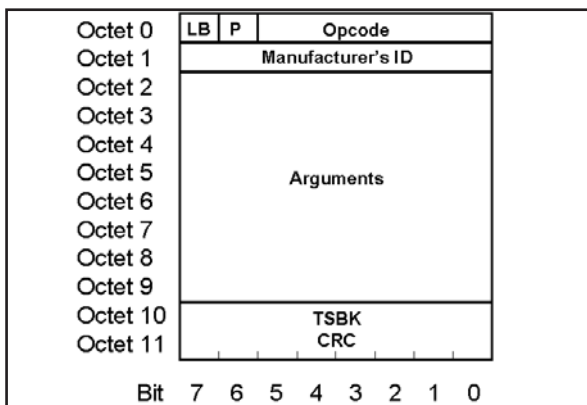 Octet 0 LB P Opcode
Octet 1 Manufacturer's ID
Octet 2
Octet 3
Octet 4
Octet 5 Arguments
Octet 6
Octet 7
Octet 8
Octet 9
Octet 10 TSBK
Octet 11 CRC
Bit 7 6 5 4 3 2 1 0